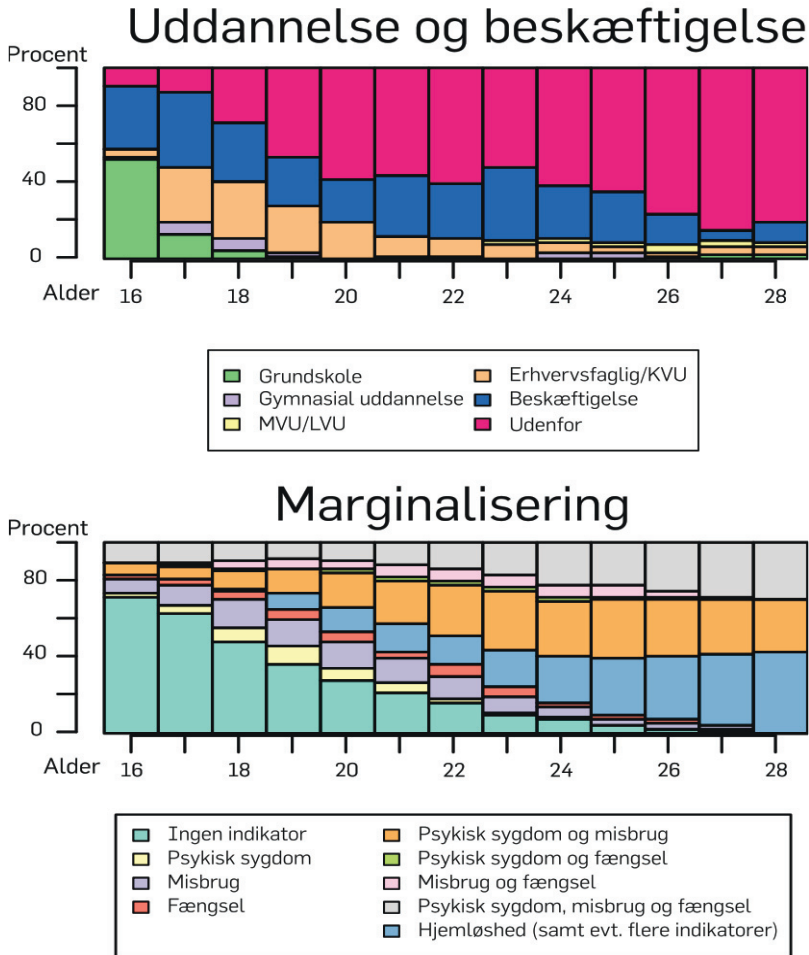 Uddannelse og beskæftigelse
Procent
80
40
0
Alder 16 18 20 22 24 26 28
Grundskole Erhvervsfaglig/KVU
Gymnasial uddannelse Beskæftigelse
MVU/LVU Udenfor
Marginalisering
Procent
80
40
0
Alder 16 18 20 22 24 26 28
Ingen indikator Psykisk sygdom og misbrug
Psykisk sygdom Psykisk sygdom og fængsel
Misbrug Misbrug og fængsel
Fængsel Psykisk sygdom, misbrug og fængsel
Hjemløshed (samt evt. flere indikatorer)